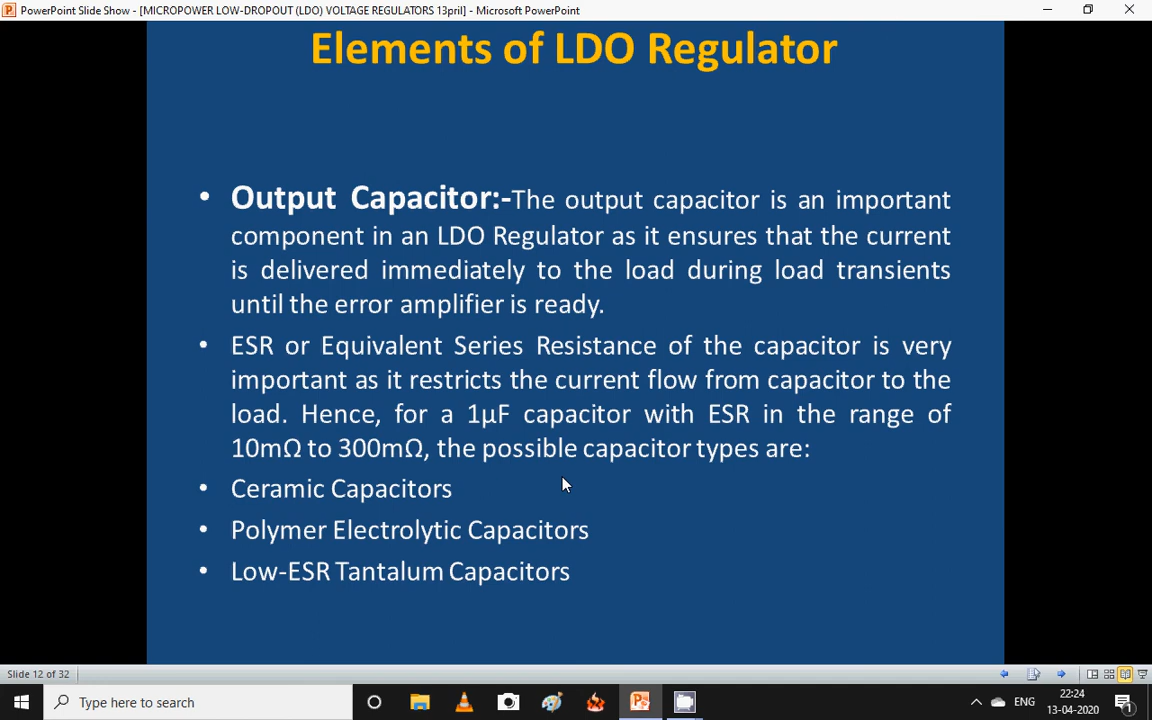 PowerPoint Slide Show - [MICROPOWER LOW-DROPOUT (LDO) VOLTAGE REGULATORS 13pril] - Microsoft PowerPoint
Elements of LDO Regulator
• Output Capacitor:-The output capacitor is an important
component in an LDO Regulator as it ensures that the current
is delivered immediately to the load during load transients
until the error amplifier is ready.
• ESR or Equivalent Series Resistance of the capacitor is very
important as it restricts the current flow from capacitor to the
load. Hence, for a 1µF capacitor with ESR in the range of
10mΩ to 300mΩ, the possible capacitor types are:
• Ceramic Capacitors
• Polymer Electrolytic Capacitors
• Low-ESR Tantalum Capacitors
Slide 12 of 32
Type here to search
ENG
22:24
13-04-2020
1